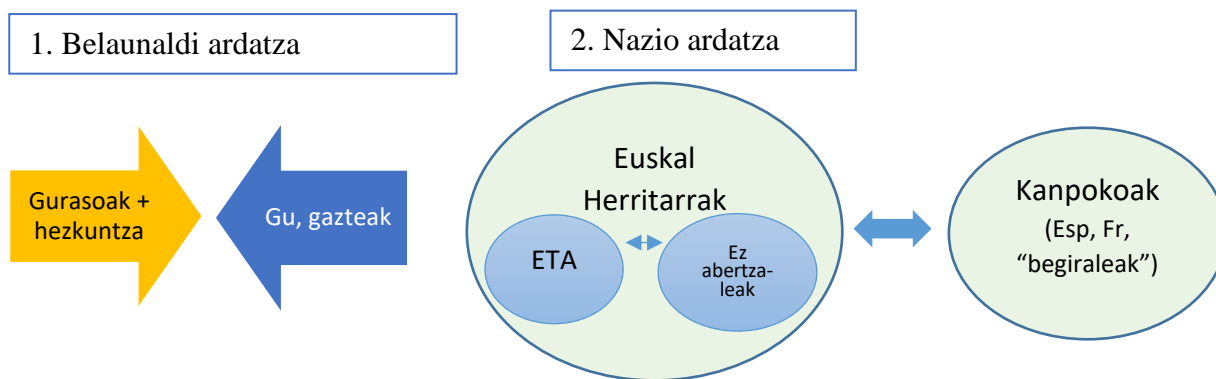 1. Belaunaldi ardatza
2. Nazio ardatza
Gurasoak +
hezkuntza
Gu, gazteak
Euskal
Herritarrak
ETA
Ez
abertza-
leak
Kanpokoak
(Esp, Fr,
“begiraleak”)